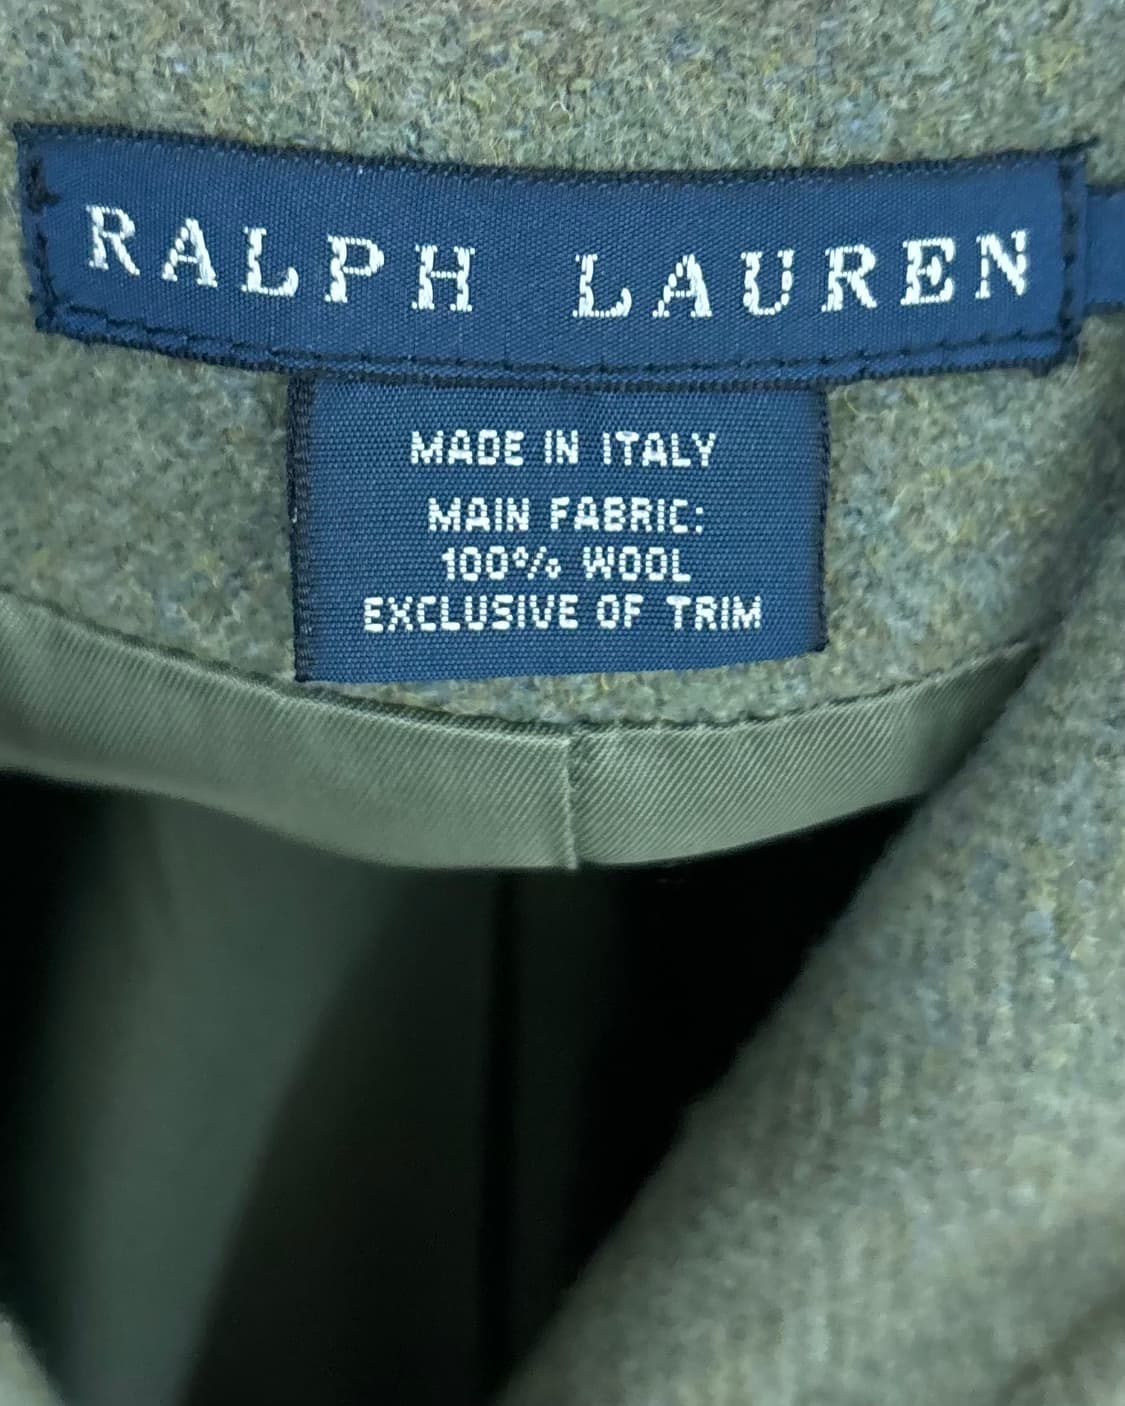 RALPH LAUREN
MADE IN ITALY
MAIN FABRIC:
100% WOOL
EXCLUSIVE OF TRIM